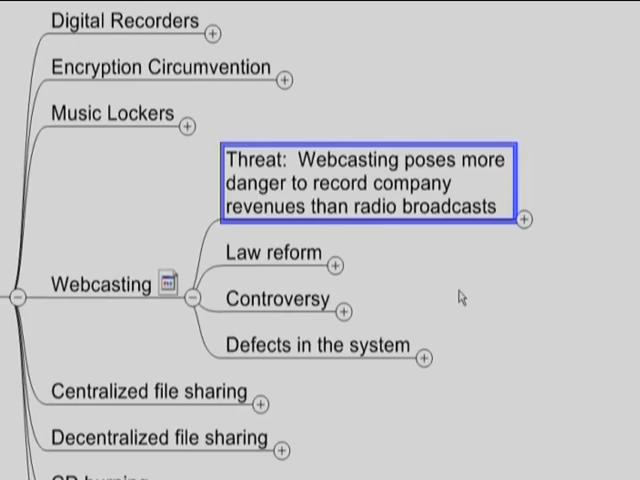 Digital Recorders
Encryption Circumvention
Music Lockers
Threat:  Webcasting poses more
danger to record company
revenues than radio broadcasts
Law reform
Webcasting
Controversy
Defects in the system
Centralized file sharing
Decentralized file sharing